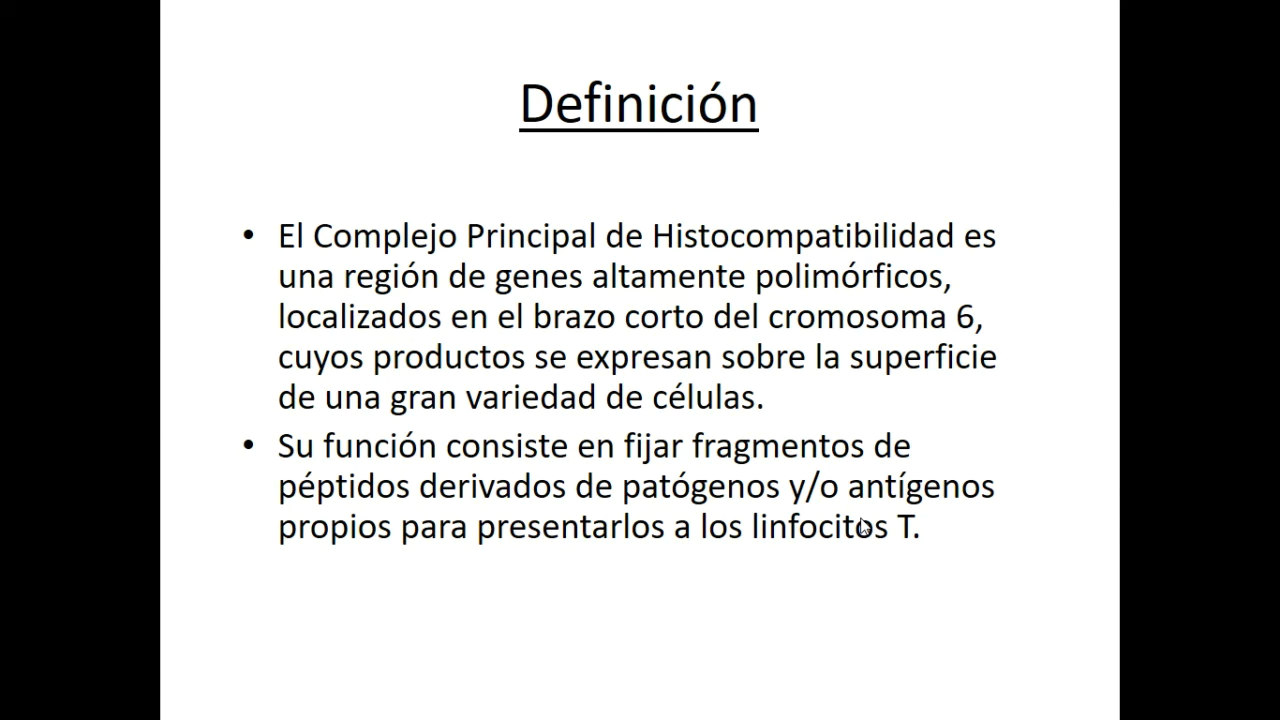 Definición
• El Complejo Principal de Histocompatibilidad es
una región de genes altamente polimórficos,
localizados en el brazo corto del cromosoma 6,
cuyos productos se expresan sobre la superficie
de una gran variedad de células.
• Su función consiste en fijar fragmentos de
péptidos derivados de patógenos y/o antígenos
propios para presentarlos a los linfocitos T.